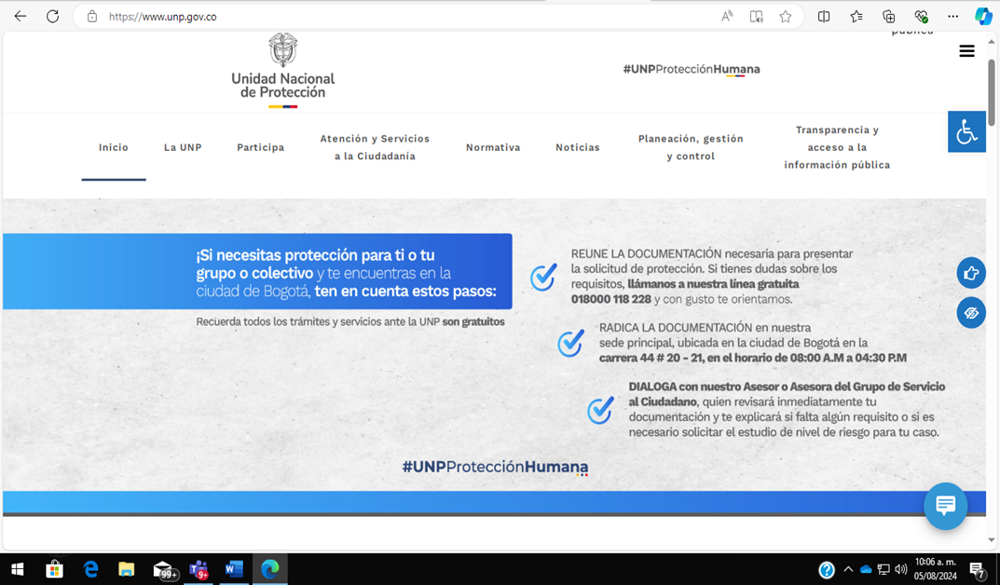 https://www.unp.gov.co
pública
Unidad Nacional
de Protección
#UNPProtecciónHumana
Inicio
La UNP
Participa
Atención y Servicios
a la Ciudadanía
Normativa
Noticias
Planeación, gestión
y control
Transparencia y
acceso a la
información pública
¡Si necesitas protección para ti o tu
grupo o colectivo y te encuentras en la
ciudad de Bogotá, ten en cuenta estos pasos:
Recuerda todos los trámites y servicios ante la UNP son gratuitos
REUNE LA DOCUMENTACIÓN necesaria para presentar
la solicitud de protección. Si tienes dudas sobre los
requisitos, llámanos a nuestra línea gratuita
018000 118 228 y con gusto te orientamos.
RADICA LA DOCUMENTACIÓN en nuestra
sede principal, ubicada en la ciudad de Bogotá en la
carrera 44 # 20 - 21, en el horario de 08:00 A.M a 04:30 P.M
DIALOGA con nuestro Asesor o Asesora del Grupo de Servicio
al Ciudadano, quien revisará inmediatamente tu
documentación y te explicará si falta algún requisito o si es
necesario solicitar el estudio de nivel de riesgo para tu caso.
#UNPProtecciónHumana
99+
9+
10:06 a. m.
05/08/2024
7